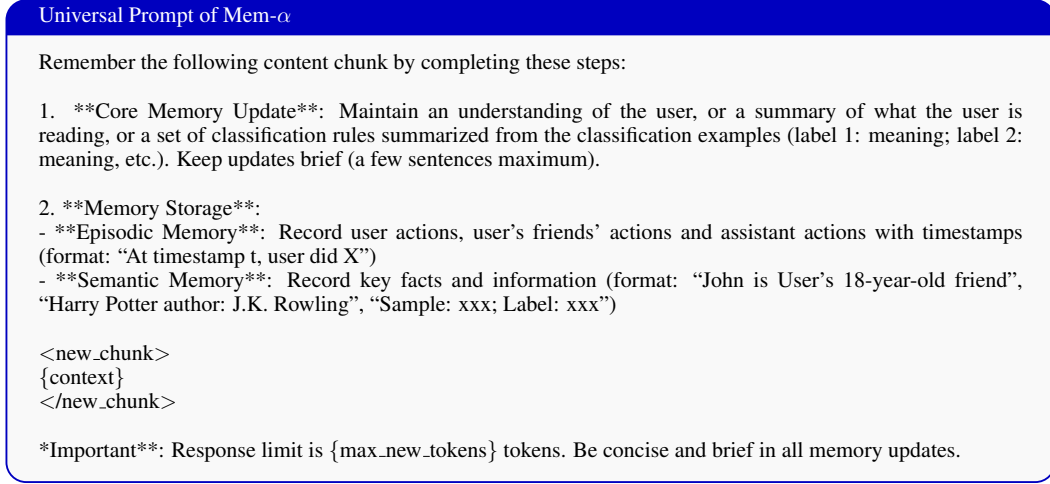 Universal Prompt of Mem-α
Remember the following content chunk by completing these steps:
1. **Core Memory Update**: Maintain an understanding of the user, or a summary of what the user is
reading, or a set of classification rules summarized from the classification examples (label 1: meaning; label 2:
meaning, etc.). Keep updates brief (a few sentences maximum).
2. **Memory Storage**:
- **Episodic Memory**: Record user actions, user's friends' actions and assistant actions with timestamps
(format: “At timestamp t, user did X”)
- **Semantic Memory**: Record key facts and information (format: “John is User's 18-year-old friend”,
“Harry Potter author: J.K. Rowling”, “Sample: xxx; Label: xxx”)
<new_chunk>
{context}
</new_chunk>
*Important**: Response limit is {max_new_tokens} tokens. Be concise and brief in all memory updates.